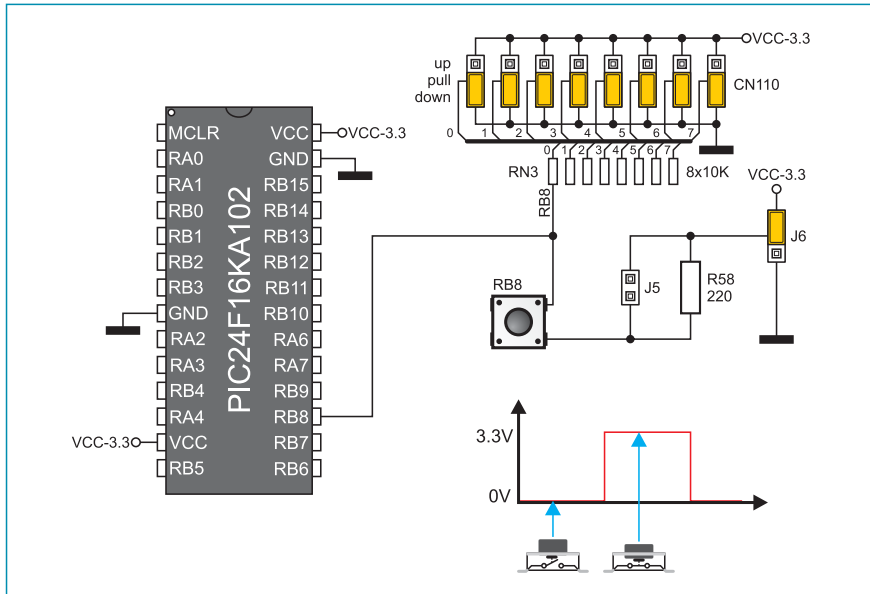 VCC-3.3
up
pull
down
CN110
0 1 2 3 4 5 6 7
0 1 2 3 4 5 6 7
RN3
8x10K
RB8
VCC-3.3
J6
J5
R58
220
RB8
MCLR
RA0
RA1
RB0
RB1
RB2
RB3
GND
RA2
RA3
RB4
RA4
VCC
RB5
PIC24F16KA102
VCC
GND
RB15
RB14
RB13
RB12
RB11
RB10
RA6
RA7
RB9
RB8
RB7
RB6
VCC-3.3
VCC-3.3
3.3V
0V